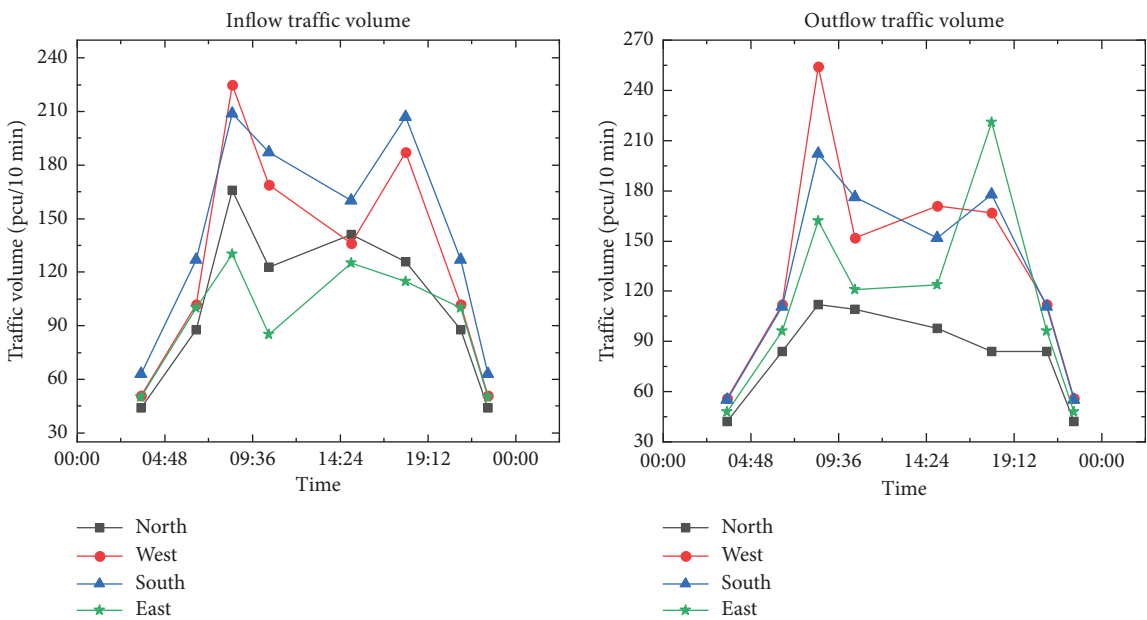 Inflow traffic volume
240
210
180
150
120
90
60
30
00:00 04:48 09:36 14:24 19:12 00:00
Traffic volume (pcu/10 min)
Time
North
West
South
East
Outflow traffic volume
270
240
210
180
150
120
90
60
30
00:00 04:48 09:36 14:24 19:12 00:00
Traffic volume (pcu/10 min)
Time
North
West
South
East